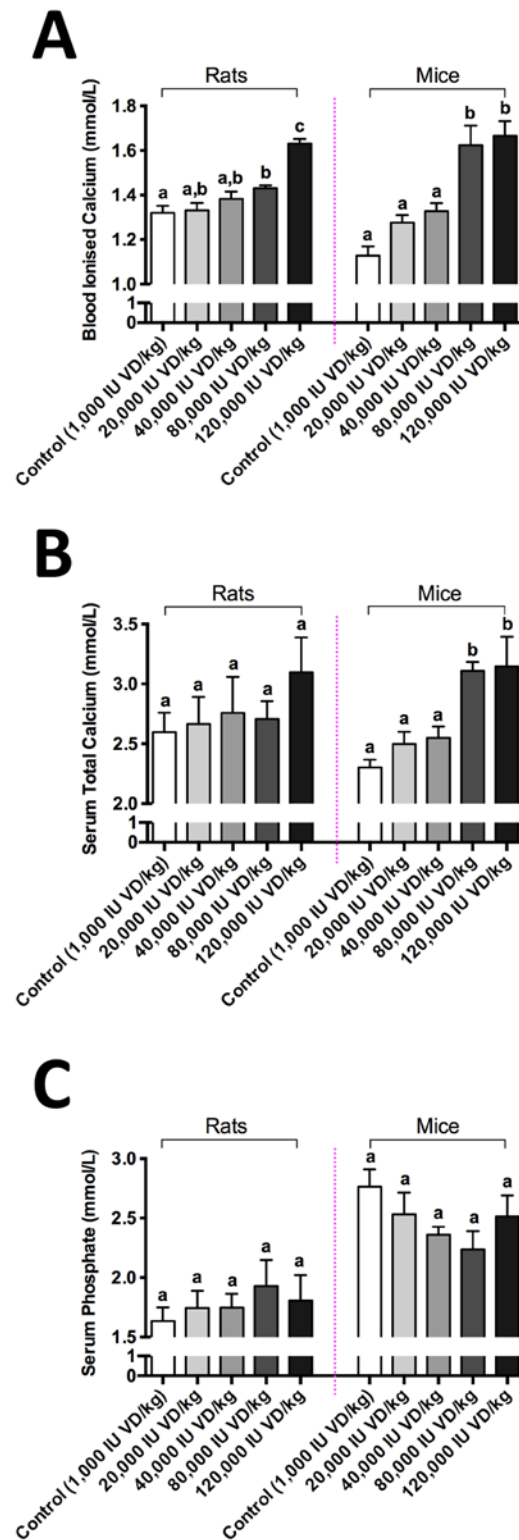 A
Rats Mice
Blood Ionised Calcium (mmol/L)
1.8
1.6
1.4
1.2
1.0
1
0
a a,b a,b b c a a a b b
Control (1,000 IU VD/kg)
20,000 IU VD/kg
40,000 IU VD/kg
80,000 IU VD/kg
120,000 IU VD/kg
Control (1,000 IU VD/kg)
20,000 IU VD/kg
40,000 IU VD/kg
80,000 IU VD/kg
120,000 IU VD/kg
B
Rats Mice
Serum Total Calcium (mmol/L)
3.5
3.0
2.5
2.0
1
0
a a a a a a a a b b
Control (1,000 IU VD/kg)
20,000 IU VD/kg
40,000 IU VD/kg
80,000 IU VD/kg
120,000 IU VD/kg
Control (1,000 IU VD/kg)
20,000 IU VD/kg
40,000 IU VD/kg
80,000 IU VD/kg
120,000 IU VD/kg
C
Rats Mice
Serum Phosphate (mmol/L)
3.0
2.5
2.0
1.5
1
0
a a a a a a a a a a
Control (1,000 IU VD/kg)
20,000 IU VD/kg
40,000 IU VD/kg
80,000 IU VD/kg
120,000 IU VD/kg
Control (1,000 IU VD/kg)
20,000 IU VD/kg
40,000 IU VD/kg
80,000 IU VD/kg
120,000 IU VD/kg